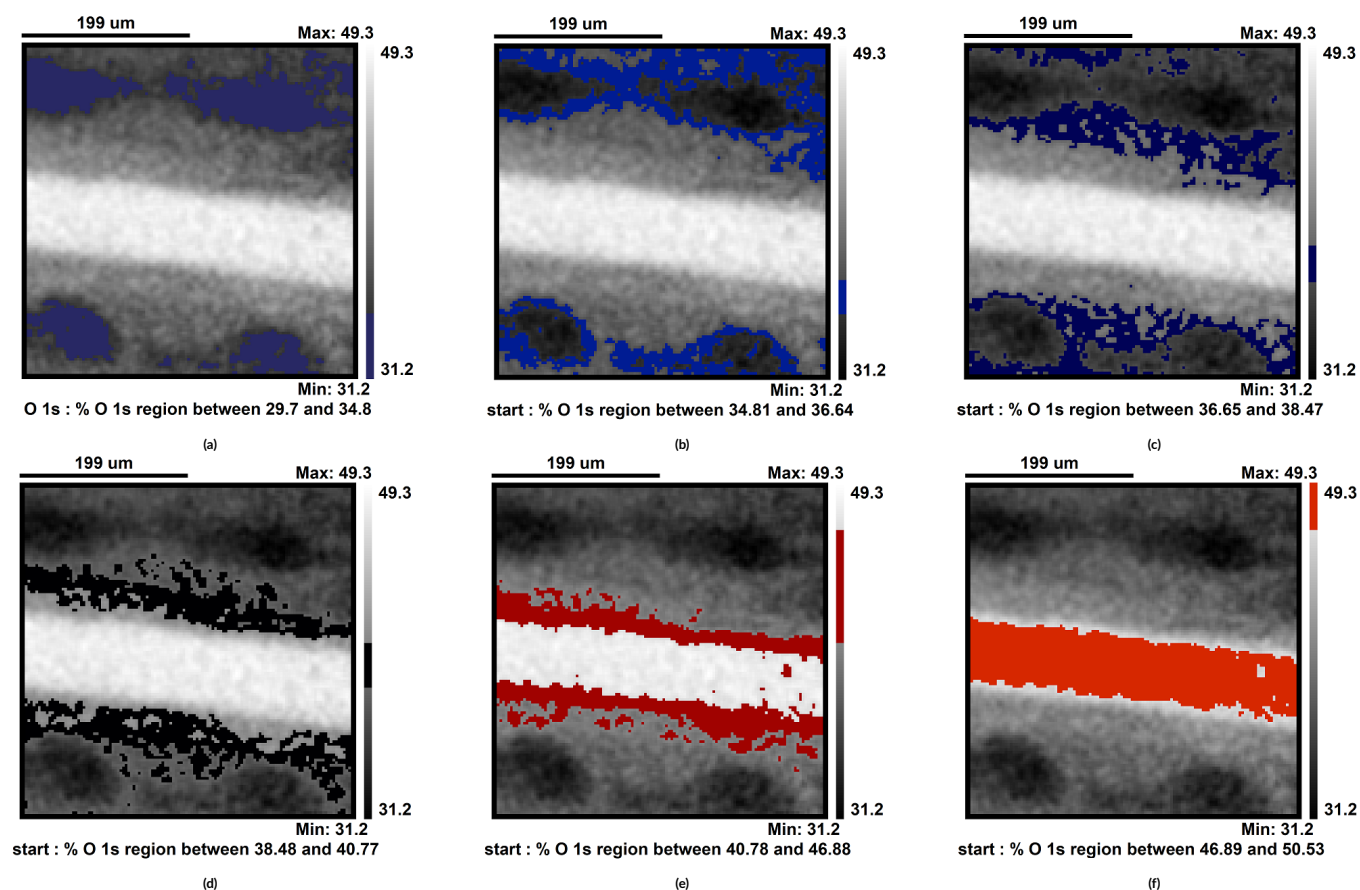 199 um
Max: 49.3
49.3
31.2
Min: 31.2
O 1s : % O 1s region between 29.7 and 34.8
(a)
199 um
Max: 49.3
49.3
31.2
Min: 31.2
start : % O 1s region between 34.81 and 36.64
(b)
199 um
Max: 49.3
49.3
31.2
Min: 31.2
start : % O 1s region between 36.65 and 38.47
(c)
199 um
Max: 49.3
49.3
31.2
Min: 31.2
start : % O 1s region between 38.48 and 40.77
(d)
199 um
Max: 49.3
49.3
31.2
Min: 31.2
start : % O 1s region between 40.78 and 46.88
(e)
199 um
Max: 49.3
49.3
31.2
Min: 31.2
start : % O 1s region between 46.89 and 50.53
(f)